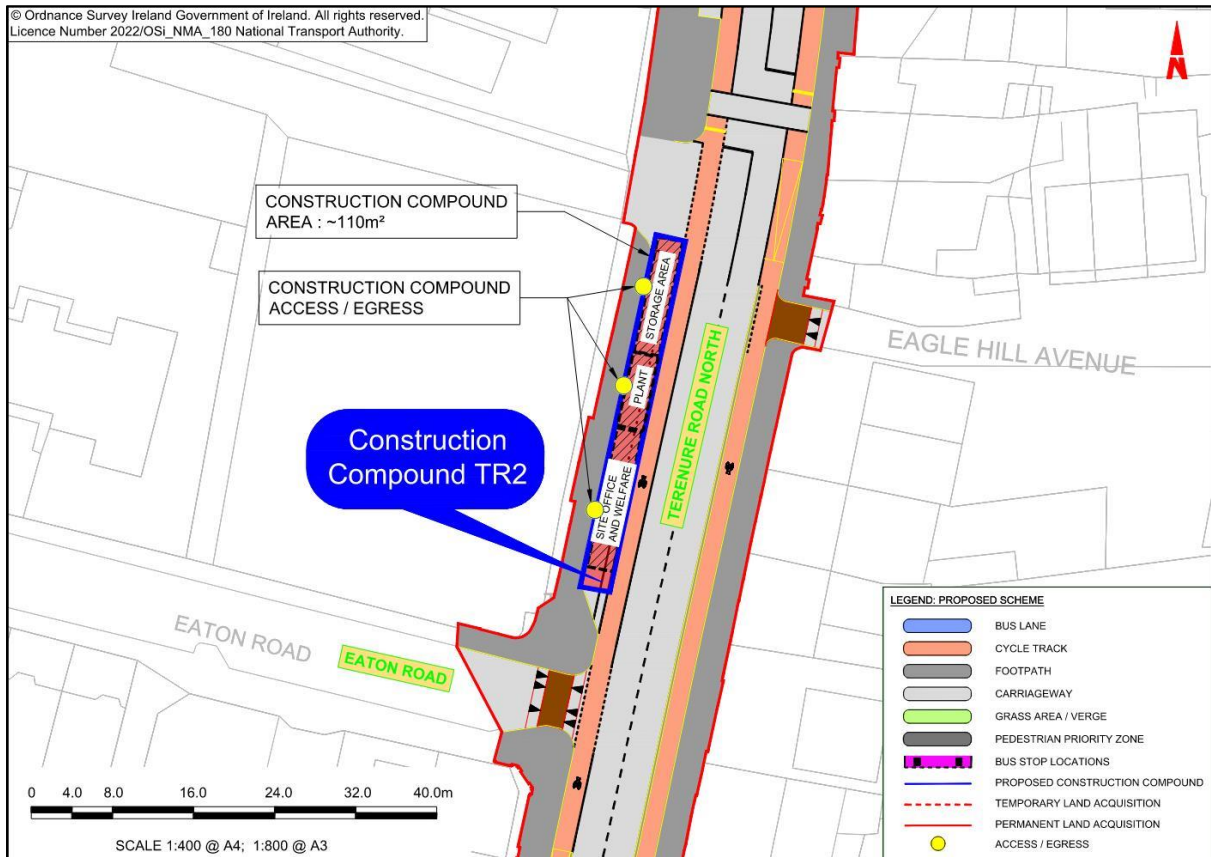 © Ordnance Survey Ireland Government of Ireland. All rights reserved.
Licence Number 2022/OSi_NMA_180 National Transport Authority.
N
CONSTRUCTION COMPOUND
AREA : ~110m²
CONSTRUCTION COMPOUND
ACCESS / EGRESS
STORAGE AREA
PLANT
SITE OFFICE
AND WELFARE
Construction
Compound TR2
TERENURE ROAD NORTH
EAGLE HILL AVENUE
EATON ROAD
EATON ROAD
0 4.0 8.0 16.0 24.0 32.0 40.0m
SCALE 1:400 @ A4; 1:800 @ A3
LEGEND: PROPOSED SCHEME
BUS LANE
CYCLE TRACK
FOOTPATH
CARRIAGEWAY
GRASS AREA / VERGE
PEDESTRIAN PRIORITY ZONE
BUS STOP LOCATIONS
PROPOSED CONSTRUCTION COMPOUND
TEMPORARY LAND ACQUISITION
PERMANENT LAND ACQUISITION
ACCESS / EGRESS